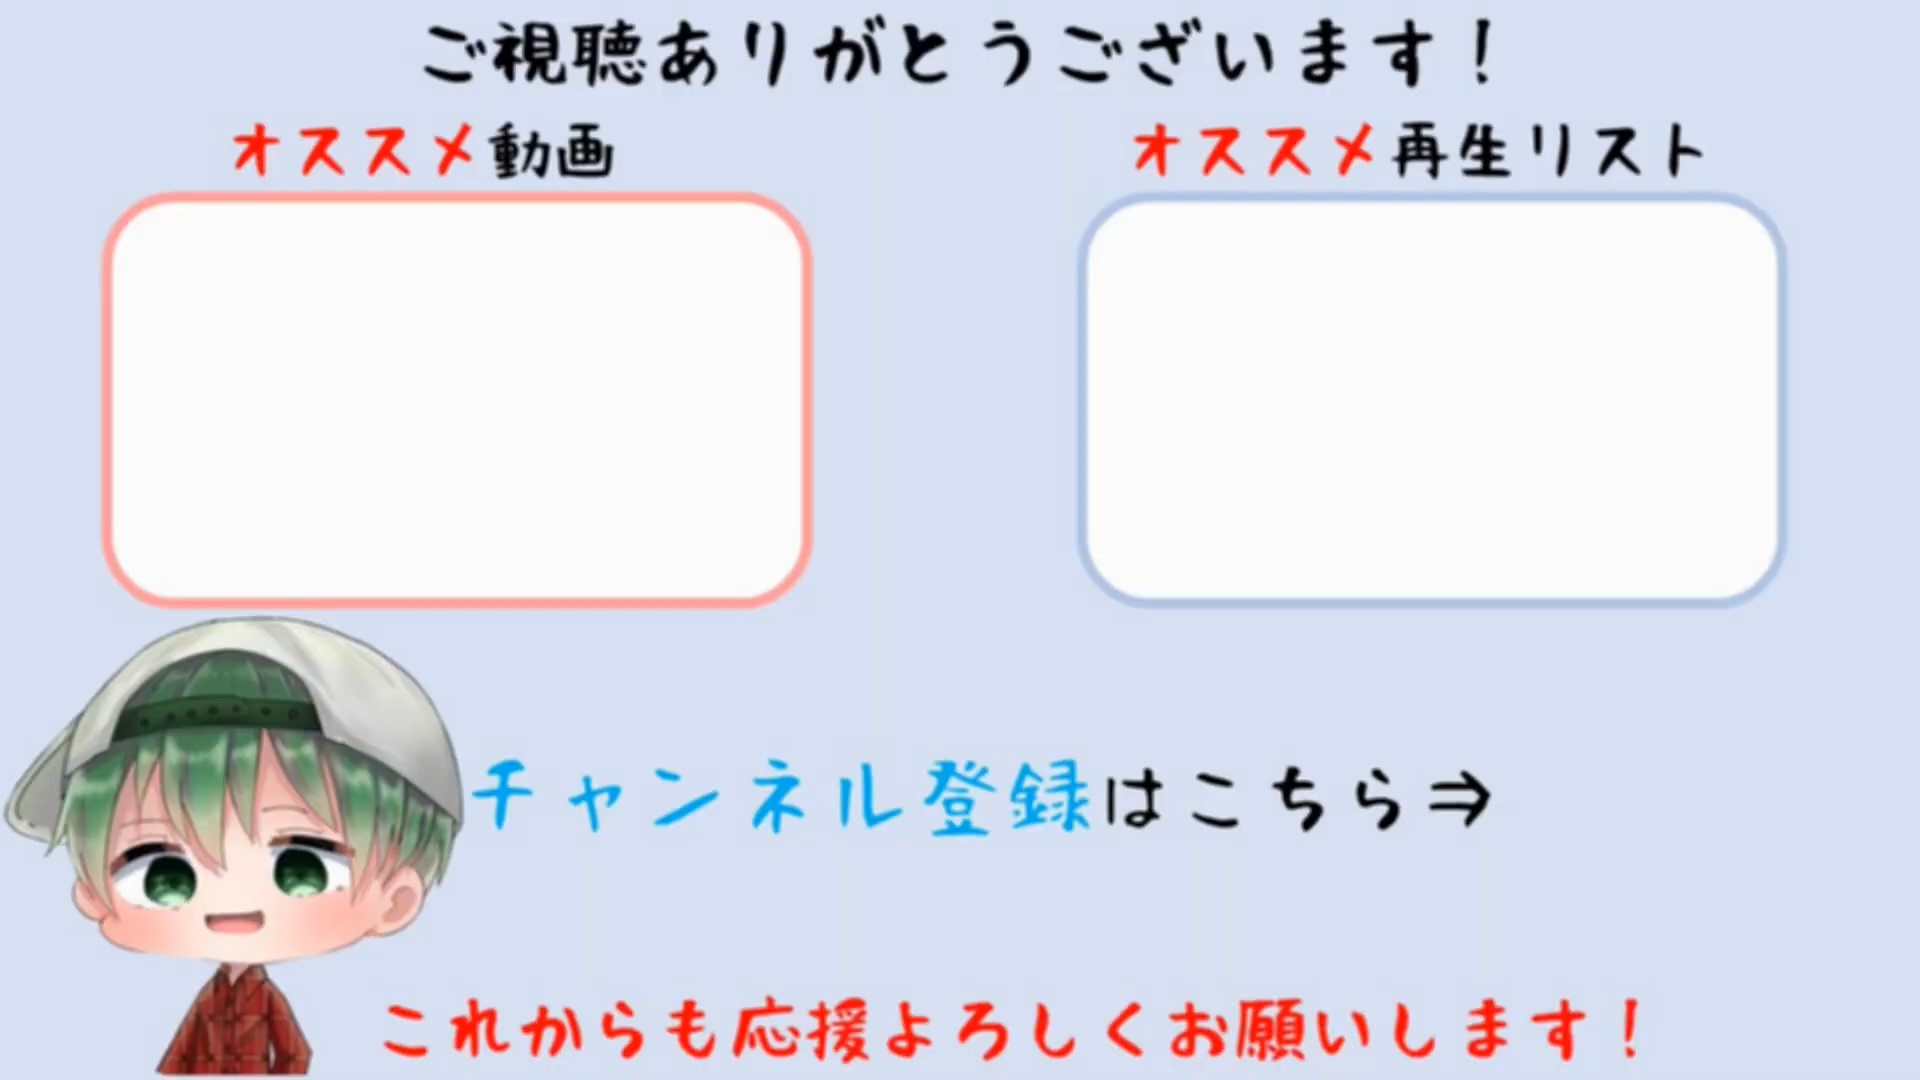 ご視聴ありがとうございます！
オススメ動画
オススメ再生リスト
チャンネル登録はこちら⇒
これからも応援よろしくお願いします！